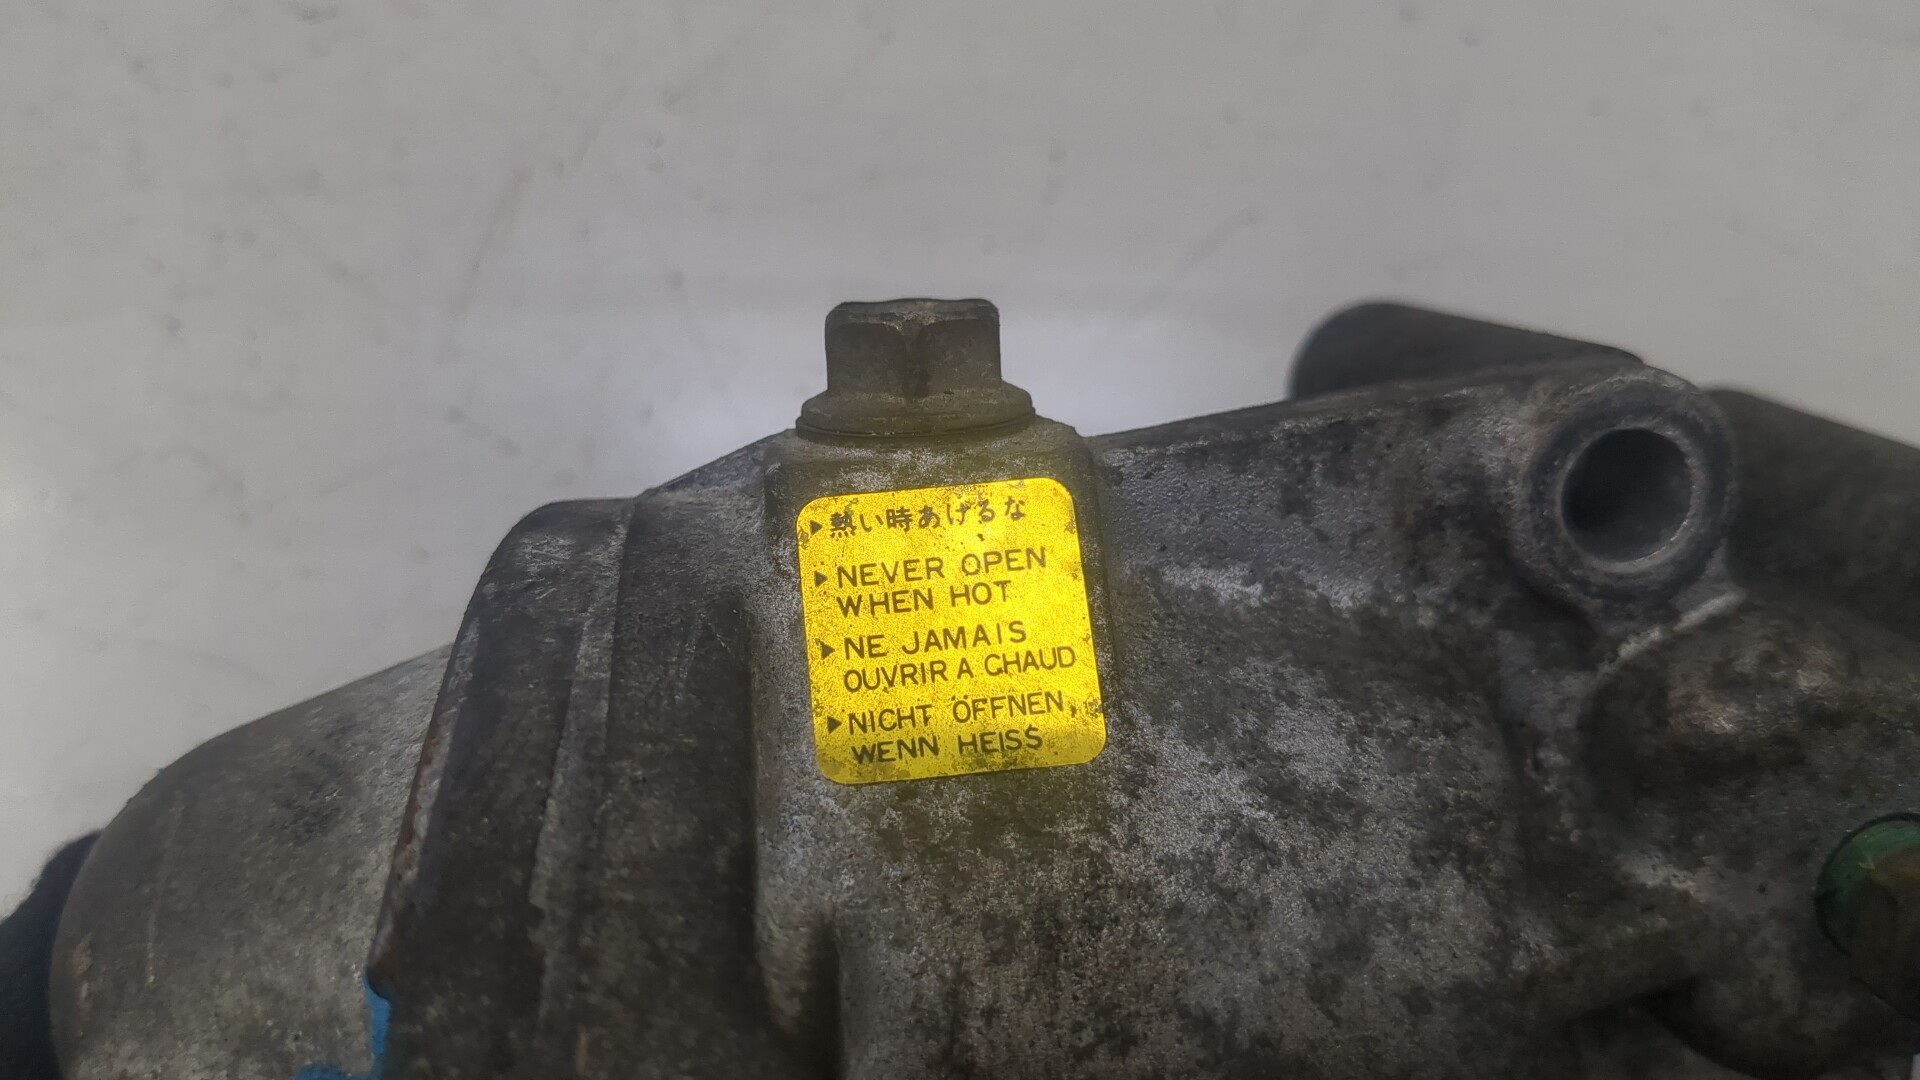 ▶熱い時あけるな
▶NEVER OPEN
WHEN HOT
▶NE JAMAIS
OUVRIR A CHAUD
▶NICHT ÖFFNEN,
WENN HEISS